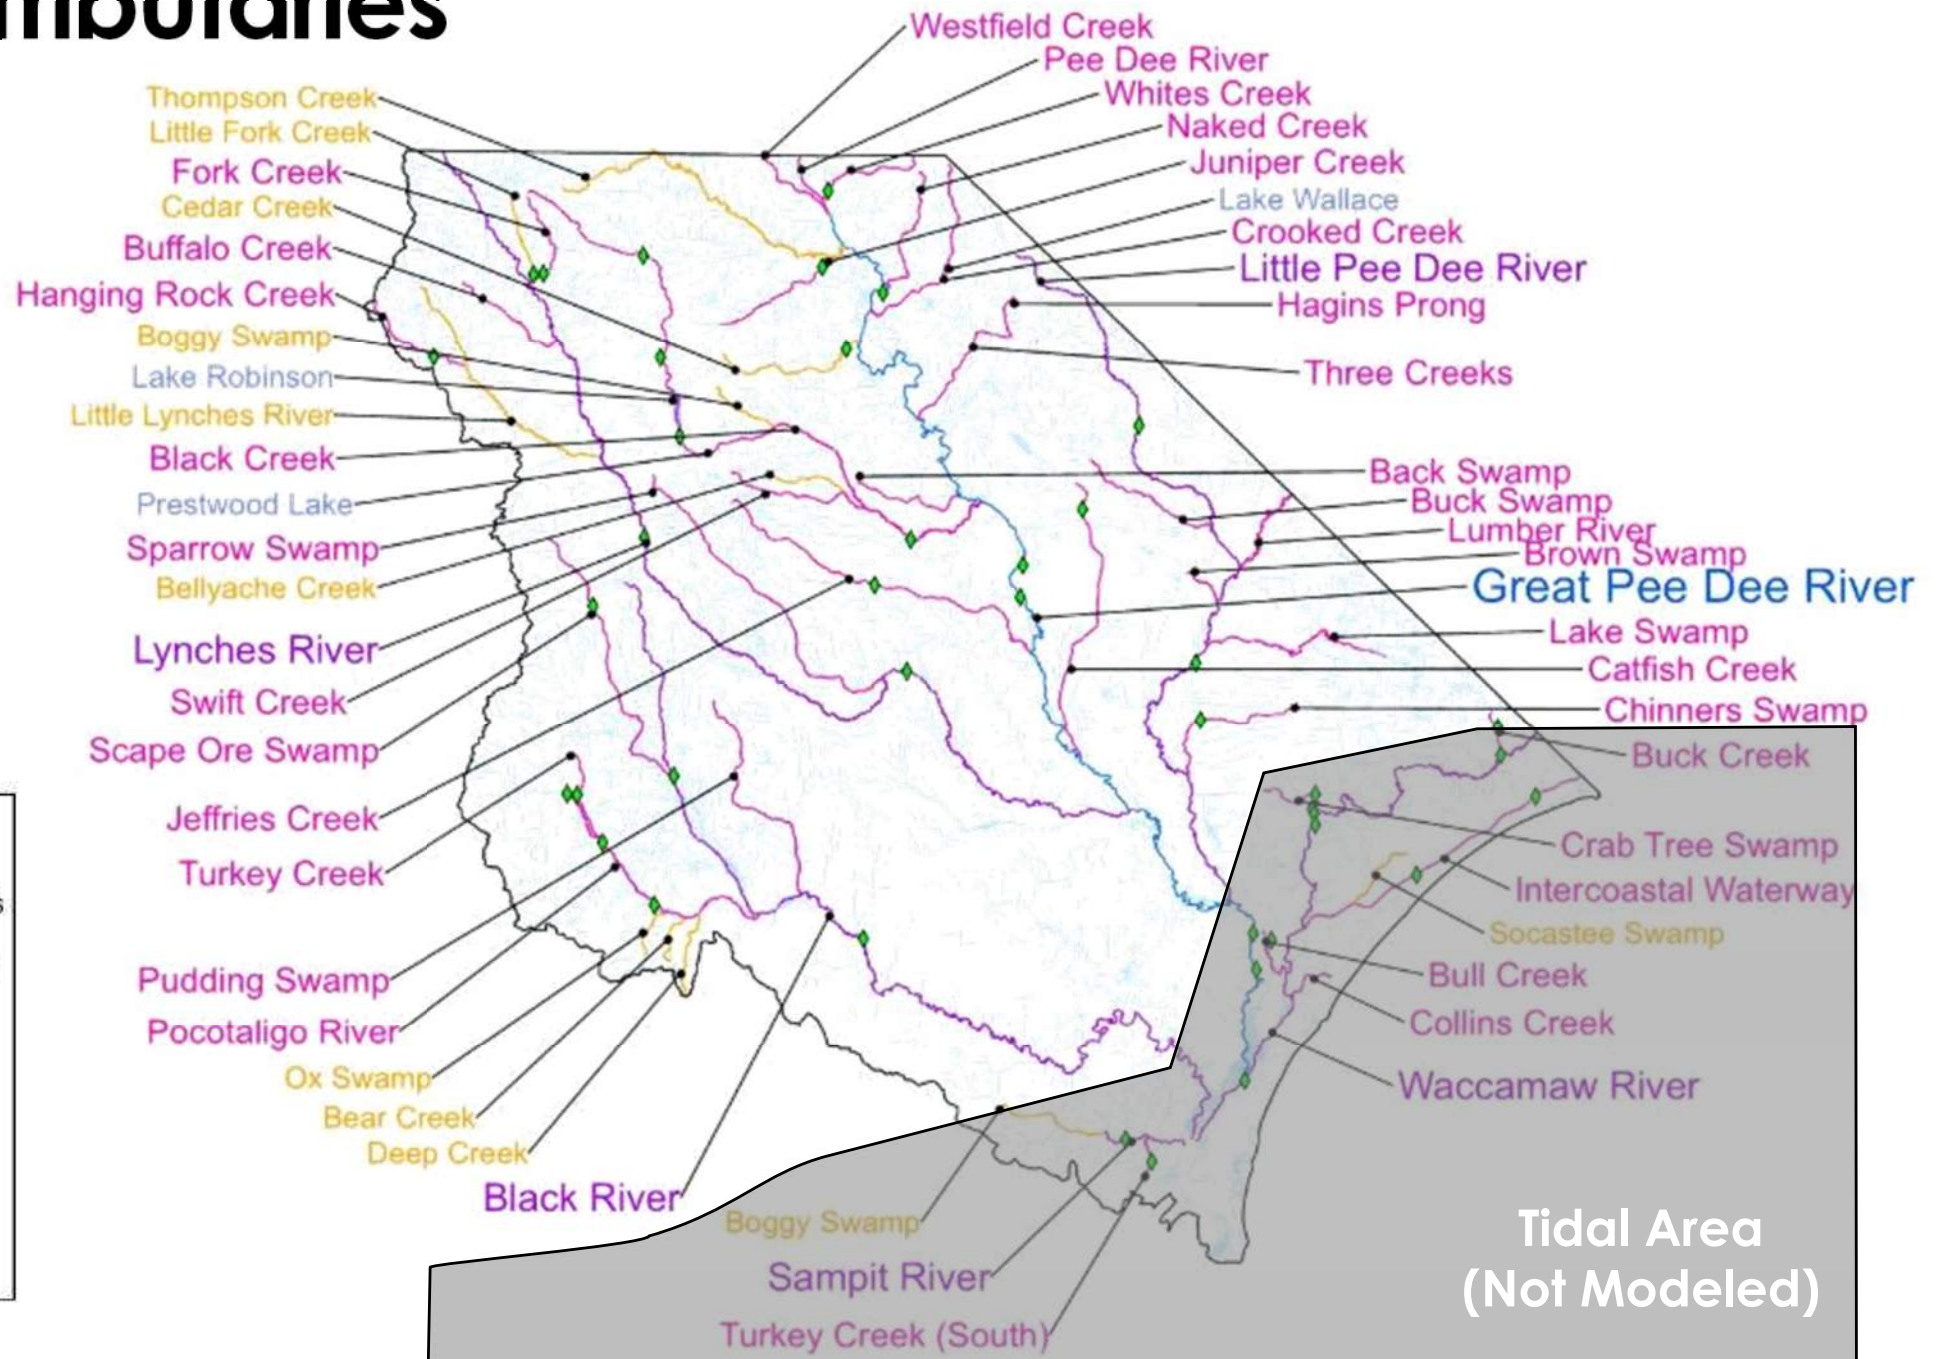 Westfield Creek
Pee Dee River
Whites Creek
Naked Creek
Juniper Creek
Lake Wallace
Crooked Creek
Little Pee Dee River
Hagins Prong
Three Creeks
Back Swamp
Buck Swamp
Lumber River
Brown Swamp
Great Pee Dee River
Lake Swamp
Catfish Creek
Chinners Swamp
Buck Creek
Crab Tree Swamp
Intercoastal Waterway
Socastee Swamp
Bull Creek
Collins Creek
Waccamaw River
Thompson Creek
Little Fork Creek
Fork Creek
Cedar Creek
Buffalo Creek
Hanging Rock Creek
Boggy Swamp
Lake Robinson
Little Lynches River
Black Creek
Prestwood Lake
Sparrow Swamp
Bellyache Creek
Lynches River
Swift Creek
Scape Ore Swamp
Jeffries Creek
Turkey Creek
Pudding Swamp
Pocotaligo River
Ox Swamp
Bear Creek
Deep Creek
Black River
Boggy Swamp
Sampit River
Turkey Creek (South)
Tidal Area
(Not Modeled)